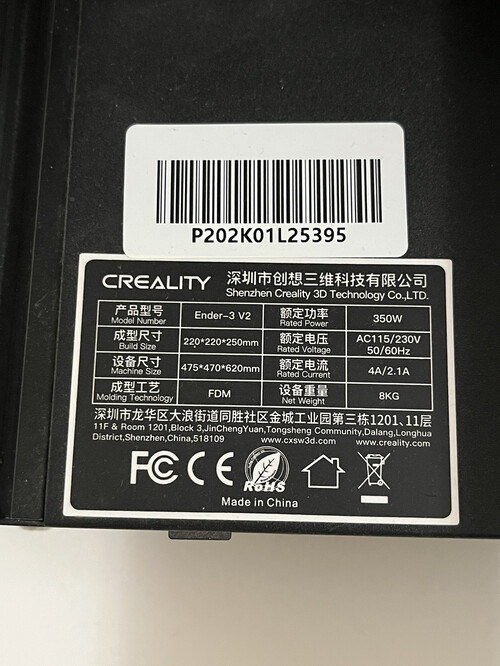 P202K01L25395
CREALITY 深圳市创想三维科技有限公司
Shenzhen Creality 3D Technology Co.,LTD.
产品型号 Ender-3 V2 额定功率 350W
Model Number Rated Power
成型尺寸 220*220*250mm 额定电压 AC115/230V
Build Size Rated Voltage 50/60Hz
设备尺寸 475*470*620mm 额定电流 4A/2.1A
Machine Size Rated Current
成型工艺 FDM 设备重量 8KG
Molding Technology Net Weight
深圳市龙华区大浪街道同胜社区金城工业园第三栋1201、11层
11F & Room 1201,Block 3,JinChengYuan,Tongsheng Community,Dalang,Longhua
District,Shenzhen,China,518109 www.cxsw3d.com www.creality.com
FC CE RoHS
Made in China